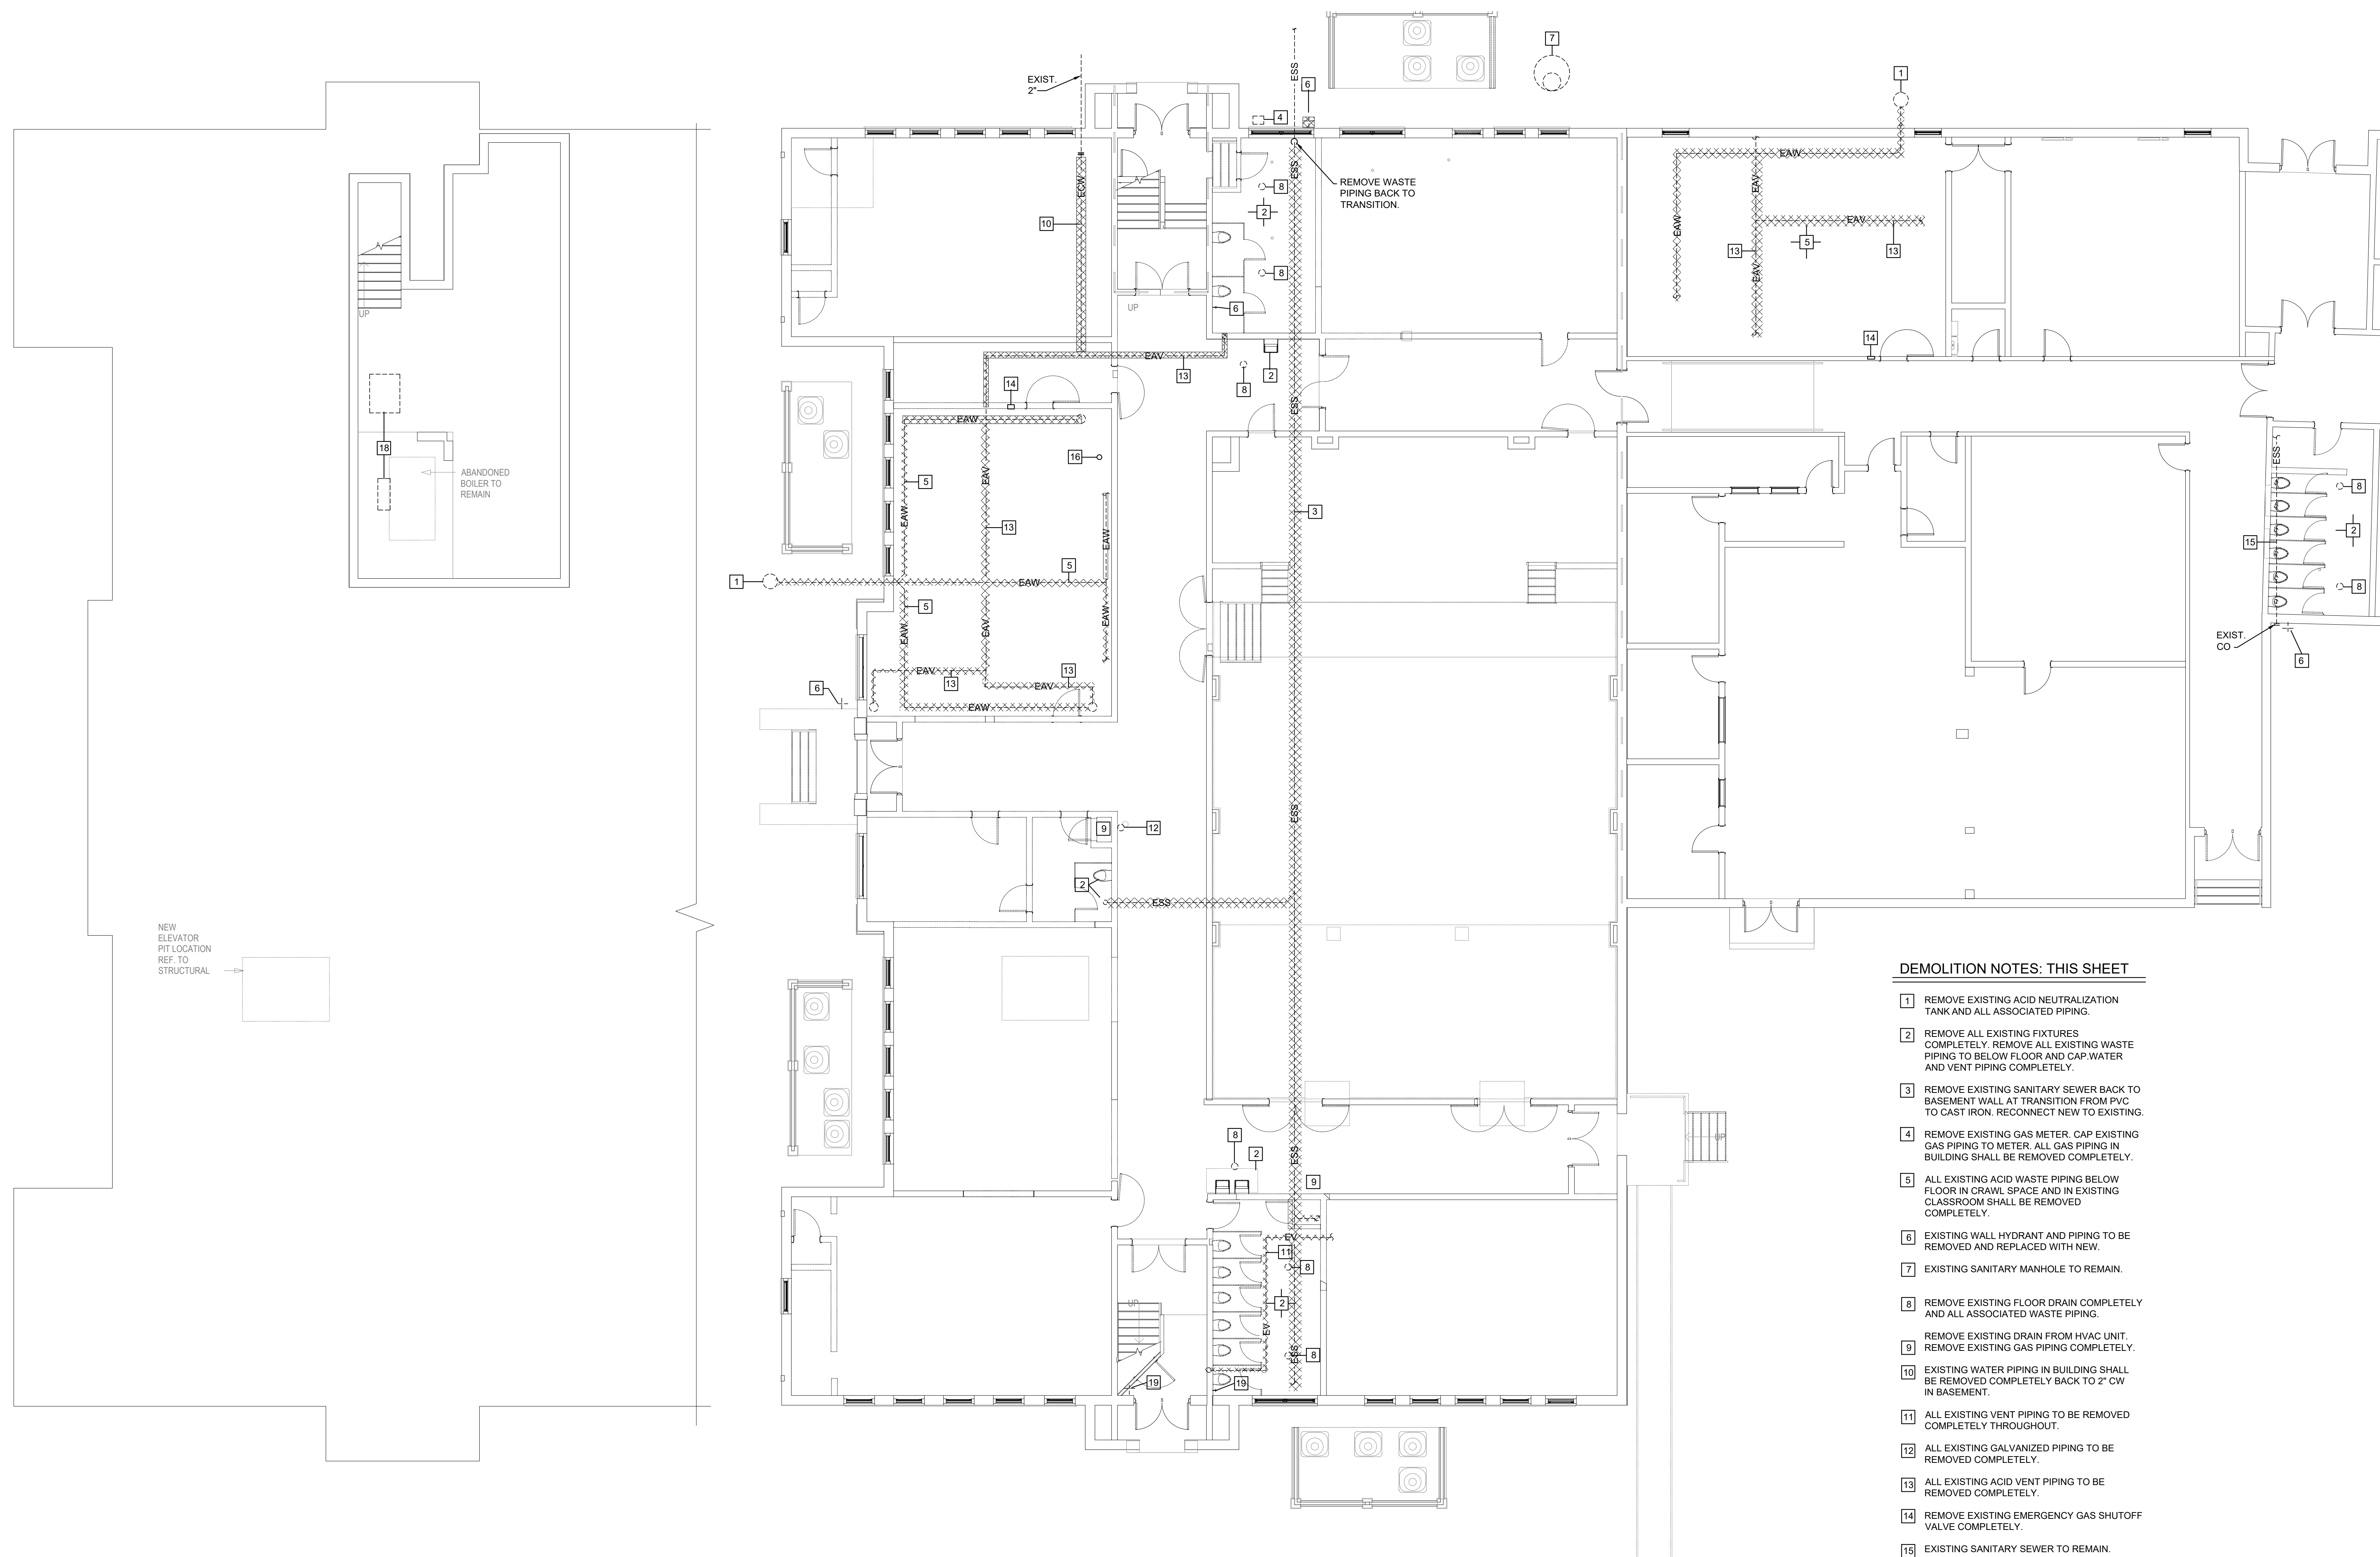 7
EXIST.
2"
ESS
6
1
4
EAW
REMOVE WASTE
PIPING BACK TO
TRANSITION.
ECW
ESS
8
EAV
2
EAW
EAV
10
5
13
13
8
EAV
UP
UP
6
14
EAV
13
2
14
8
ESS
EAW
18
16
ESS
ABANDONED
BOILER TO
REMAIN
EAV
5
8
EAW
3
13
2
EAW
15
5
1
EAW
8
5
EAW
EAW
EAV
EXIST.
CO
6
EAV
13
13
6
EAV
EAW
ESS
9
12
2
ESS
NEW
ELEVATOR
PIT LOCATION
REF. TO
STRUCTURAL
8
2
ESS
UP
9
EV
11
8
UP
2
EV
ESS
8
19
19
DEMOLITION NOTES: THIS SHEET
1 REMOVE EXISTING ACID NEUTRALIZATION
TANK AND ALL ASSOCIATED PIPING.
2 REMOVE ALL EXISTING FIXTURES
COMPLETELY. REMOVE ALL EXISTING WASTE
PIPING TO BELOW FLOOR AND CAP.WATER
AND VENT PIPING COMPLETELY.
3 REMOVE EXISTING SANITARY SEWER BACK TO
BASEMENT WALL AT TRANSITION FROM PVC
TO CAST IRON. RECONNECT NEW TO EXISTING.
4 REMOVE EXISTING GAS METER. CAP EXISTING
GAS PIPING TO METER. ALL GAS PIPING IN
BUILDING SHALL BE REMOVED COMPLETELY.
5 ALL EXISTING ACID WASTE PIPING BELOW
FLOOR IN CRAWL SPACE AND IN EXISTING
CLASSROOM SHALL BE REMOVED
COMPLETELY.
6 EXISTING WALL HYDRANT AND PIPING TO BE
REMOVED AND REPLACED WITH NEW.
7 EXISTING SANITARY MANHOLE TO REMAIN.
8 REMOVE EXISTING FLOOR DRAIN COMPLETELY
AND ALL ASSOCIATED WASTE PIPING.
REMOVE EXISTING DRAIN FROM HVAC UNIT.
9 REMOVE EXISTING GAS PIPING COMPLETELY.
10 EXISTING WATER PIPING IN BUILDING SHALL
BE REMOVED COMPLETELY BACK TO 2" CW
IN BASEMENT.
11 ALL EXISTING VENT PIPING TO BE REMOVED
COMPLETELY THROUGHOUT.
12 ALL EXISTING GALVANIZED PIPING TO BE
REMOVED COMPLETELY.
13 ALL EXISTING ACID VENT PIPING TO BE
REMOVED COMPLETELY.
14 REMOVE EXISTING EMERGENCY GAS SHUTOFF
VALVE COMPLETELY.
15 EXISTING SANITARY SEWER TO REMAIN.